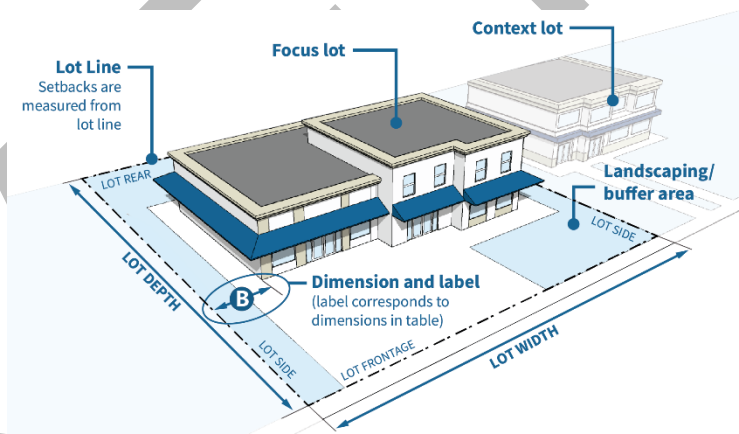 Context lot
Focus lot
Lot Line
Setbacks are
measured from
lot line
LOT REAR
Landscaping/
buffer area
LOT SIDE
LOT DEPTH
Dimension and label
(label corresponds to
dimensions in table)
B
LOT SIDE
LOT FRONTAGE
LOT WIDTH